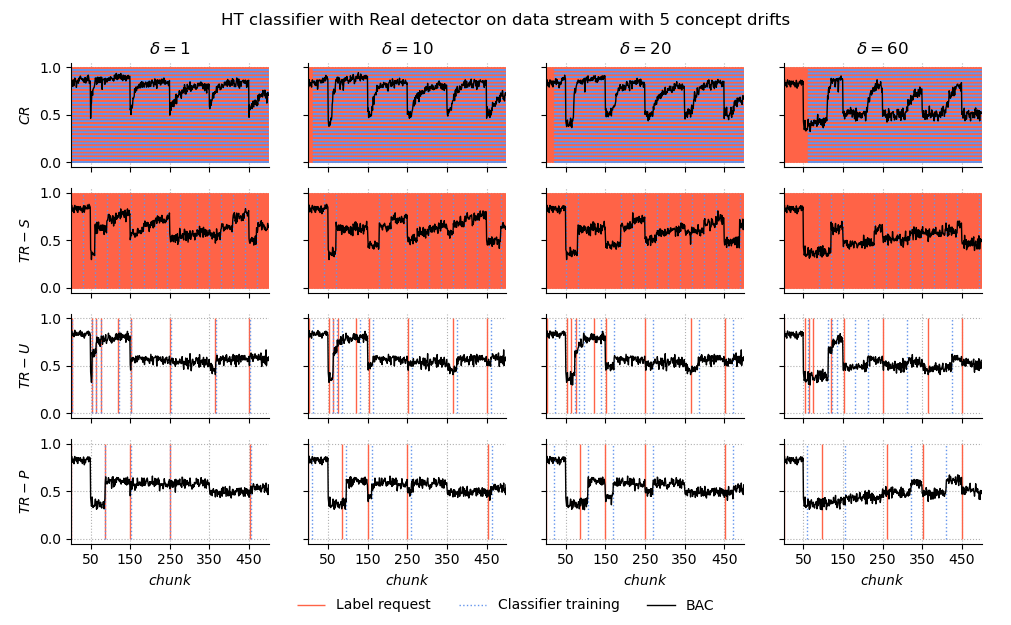 HT classifier with Real detector on data stream with 5 concept drifts
δ = 1 δ = 10 δ = 20 δ = 60
CR 1.0 0.5 0.0
TR − S 1.0 0.5 0.0
TR − U 1.0 0.5 0.0
TR − P 1.0 0.5 0.0
50 150 250 350 450 50 150 250 350 450 50 150 250 350 450 50 150 250 350 450
chunk chunk chunk chunk
Label request Classifier training BAC